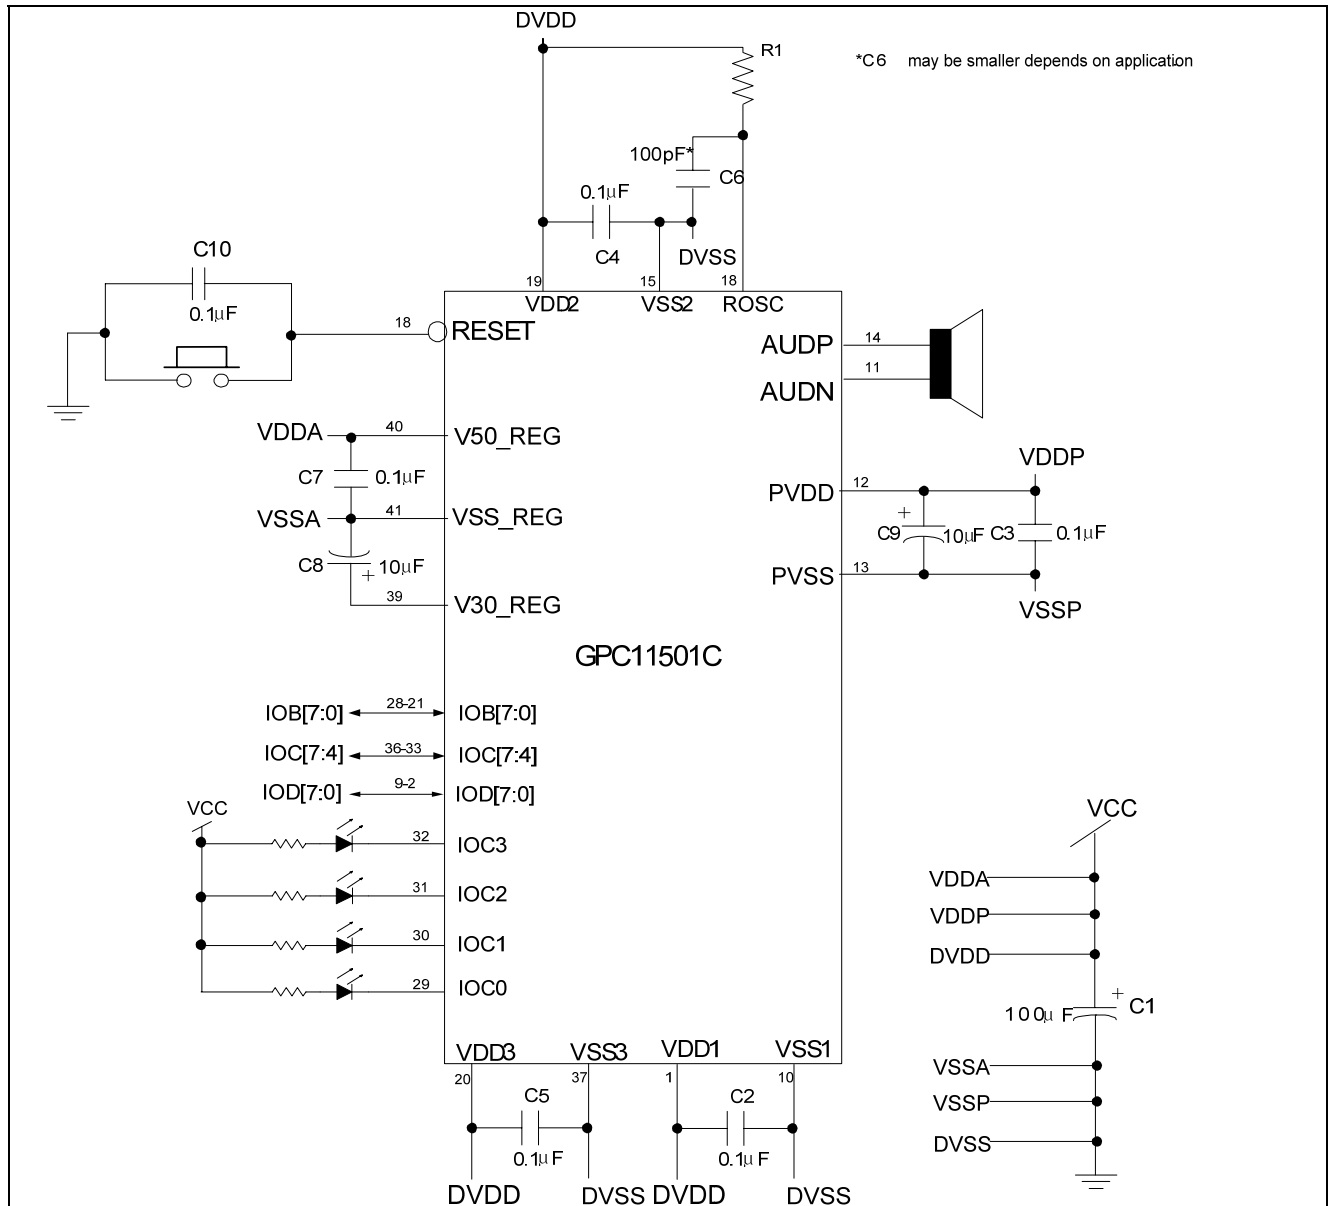 DVDD
R1
*C6 may be smaller depends on application
100pF*
C6
0.1μF
C4
DVSS
C10
0.1μF
19
15
18
VDD2
VSS2
ROSC
18
RESET
AUDP
14
AUDN
11
VDDA
40
V50_REG
C7
0.1μF
VSSA
41
VSS_REG
C8
+
10μF
39
V30_REG
VDDP
PVDD
12
+
C9
10μF
C3
0.1μF
PVSS
13
VSSP
GPC11501C
IOB[7:0]
28-21
IOB[7:0]
IOC[7:4]
36-33
IOC[7:4]
IOD[7:0]
9-2
IOD[7:0]
VCC
32
IOC3
31
IOC2
30
IOC1
29
IOC0
VCC
VDDA
VDDP
DVDD
+
100μF
C1
VSSA
VSSP
DVSS
VDD3
VSS3
VDD1
VSS1
20
37
1
10
C5
0.1μF
C2
0.1μF
DVDD
DVSS
DVDD
DVSS